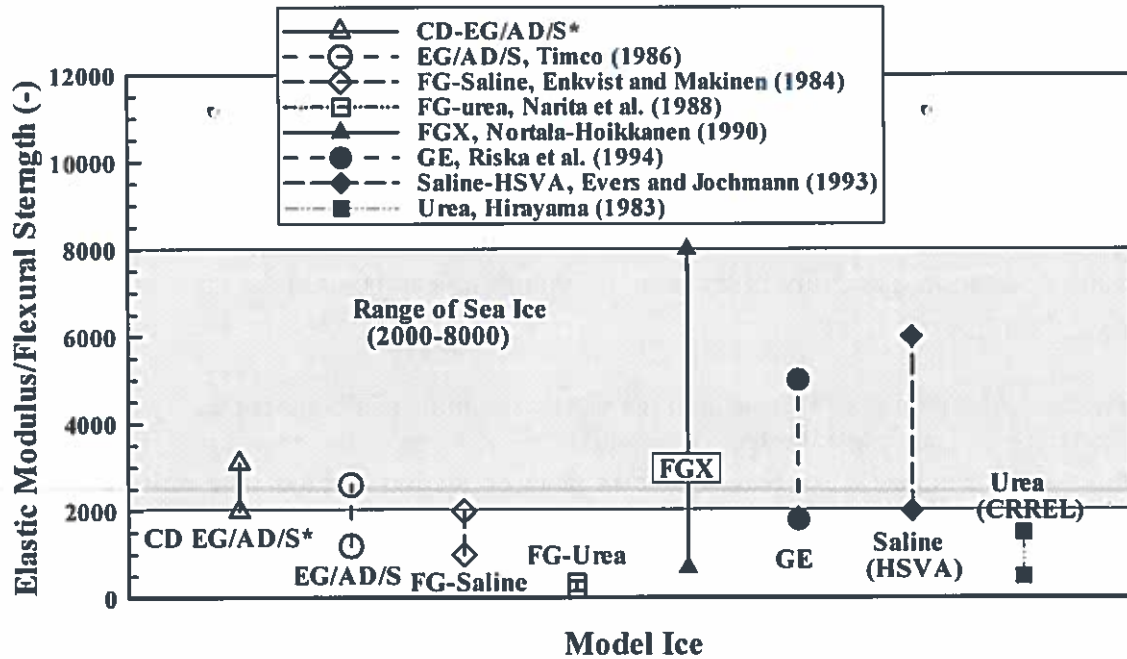 CD-EG/AD/S*
EG/AD/S, Timco (1986)
FG-Saline, Enkvist and Makinen (1984)
FG-urea, Narita et al. (1988)
FGX, Nortala-Hoikkanen (1990)
GE, Riska et al. (1994)
Saline-HSVA, Evers and Jochmann (1993)
Urea, Hirayama (1983)
Elastic Modulus/Flexural Sterngth (-)
12000
10000
8000
6000
4000
2000
0
Range of Sea Ice
(2000-8000)
CD EG/AD/S*
EG/AD/S
FG-Saline
FG-Urea
FGX
GE
Saline
(HSVA)
Urea
(CRREL)
Model Ice